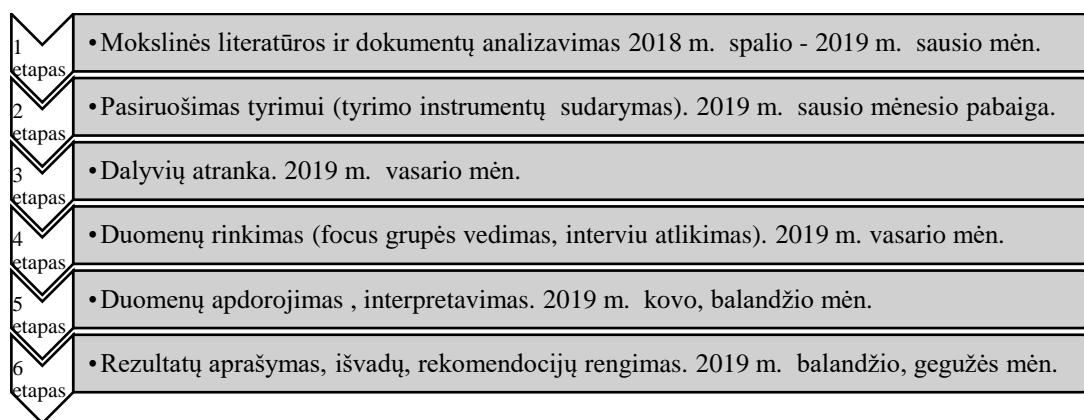 1
etapas
•Mokslinės literatūros ir dokumentų analizavimas 2018 m. spalio - 2019 m. sausio mėn.
2
etapas
•Pasiruošimas tyrimui (tyrimo instrumentų sudarymas). 2019 m. sausio mėnesio pabaiga.
3
etapas
•Dalyvių atranka. 2019 m. vasario mėn.
4
etapas
•Duomenų rinkimas (focus grupės vedimas, interviu atlikimas). 2019 m. vasario mėn.
5
etapas
•Duomenų apdorojimas , interpretavimas. 2019 m. kovo, balandžio mėn.
6
etapas
•Rezultatų aprašymas, išvadų, rekomendocijų rengimas. 2019 m. balandžio, gegužės mėn.